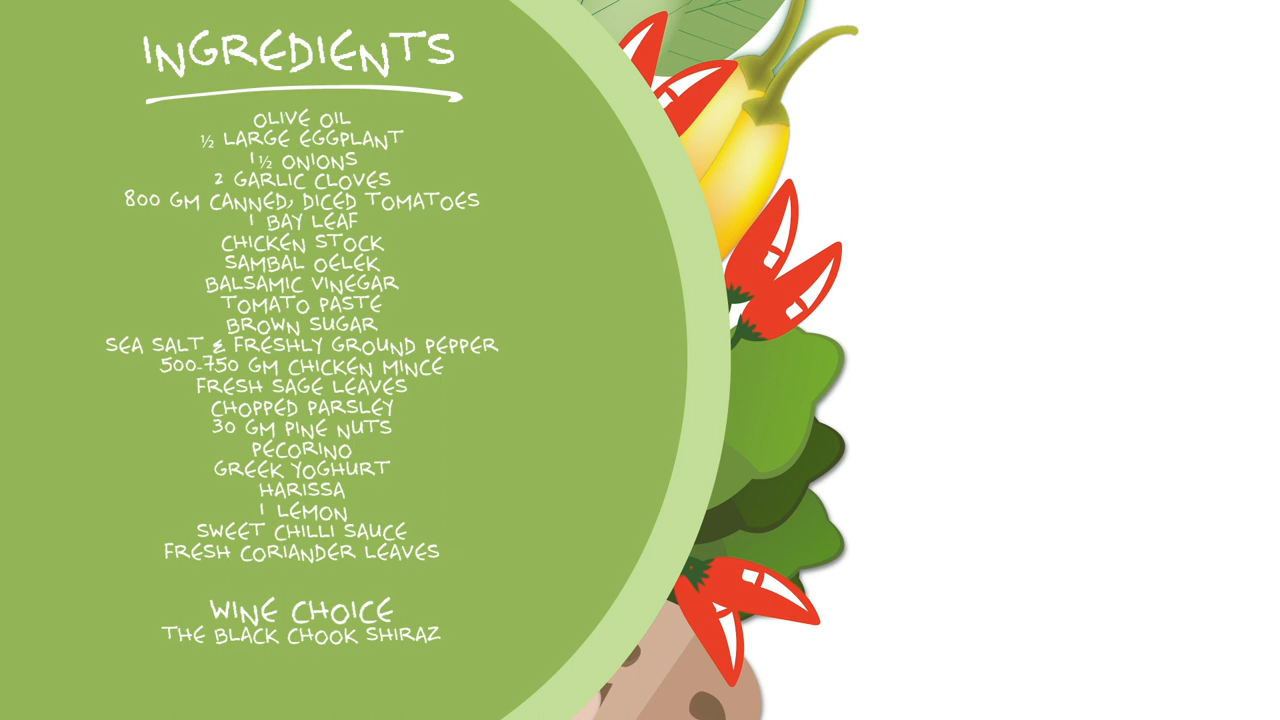 INGREDIENTS
OLIVE OIL
½ LARGE EGGPLANT
1½ ONIONS
2 GARLIC CLOVES
800 GM CANNED, DICED TOMATOES
1 BAY LEAF
CHICKEN STOCK
SAMBAL OELEK
BALSAMIC VINEGAR
TOMATO PASTE
BROWN SUGAR
SEA SALT & FRESHLY GROUND PEPPER
500-750 GM CHICKEN MINCE
FRESH SAGE LEAVES
CHOPPED PARSLEY
30 GM PINE NUTS
PECORINO
GREEK YOGHURT
HARISSA
1 LEMON
SWEET CHILLI SAUCE
FRESH CORIANDER LEAVES
WINE CHOICE
THE BLACK CHOOK SHIRAZ